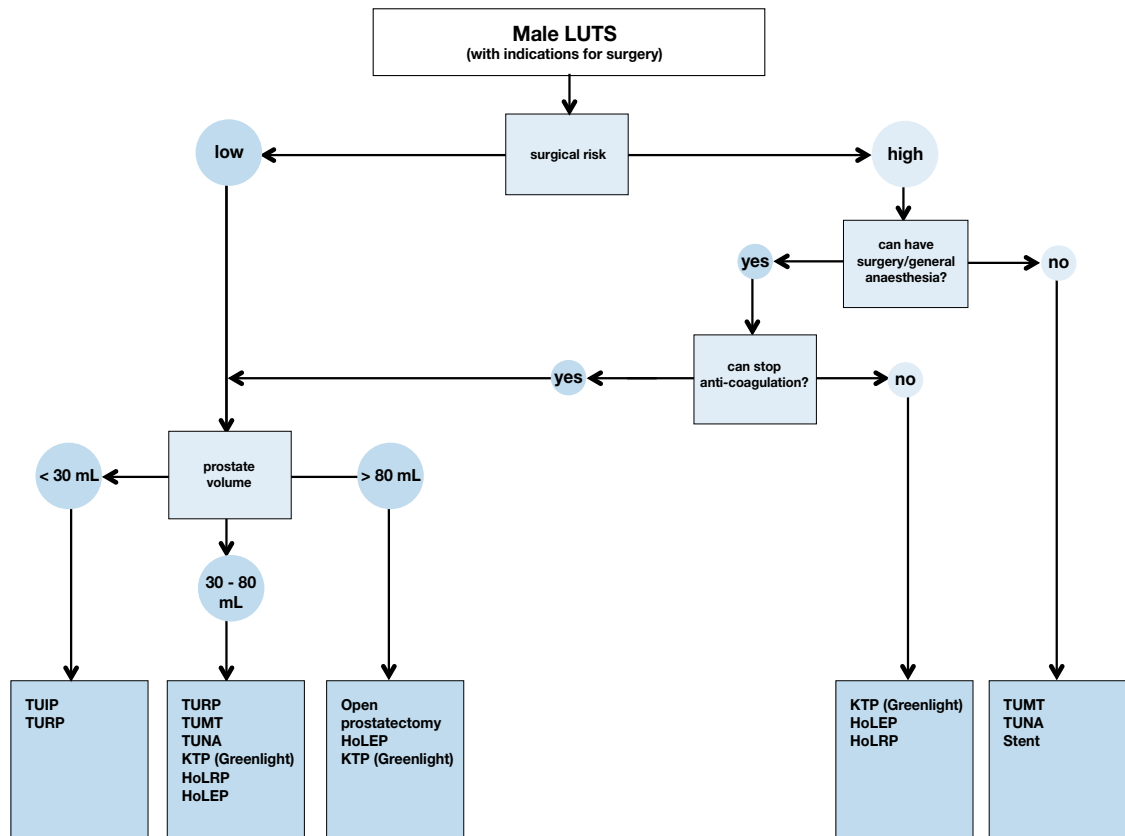 Male LUTS
(with indications for surgery)
low
surgical risk
high
can have
surgery/general
anaesthesia?
yes
no
can stop
anti-coagulation?
yes
no
< 30 mL
prostate
volume
> 80 mL
30 - 80
mL
TUIP
TURP
TURP
TUMT
TUNA
KTP (Greenlight)
HoLRP
HoLEP
Open
prostatectomy
HoLEP
KTP (Greenlight)
KTP (Greenlight)
HoLEP
HoLRP
TUMT
TUNA
Stent